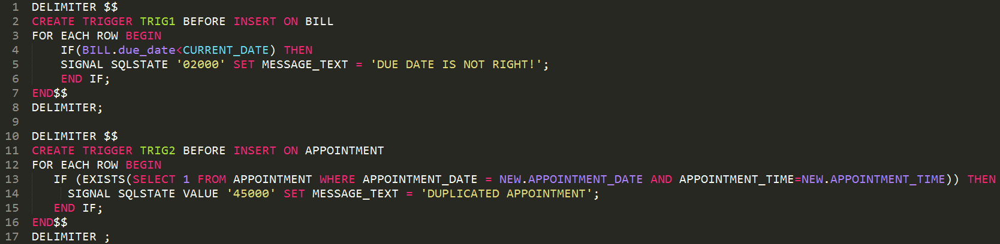 1 DELIMITER $$
2 CREATE TRIGGER TRIG1 BEFORE INSERT ON BILL
3 FOR EACH ROW BEGIN
4     IF(BILL.due_date<CURRENT_DATE) THEN
5     SIGNAL SQLSTATE '02000' SET MESSAGE_TEXT = 'DUE DATE IS NOT RIGHT!';
6     END IF;
7 END$$
8 DELIMITER;
9
10 DELIMITER $$
11 CREATE TRIGGER TRIG2 BEFORE INSERT ON APPOINTMENT
12 FOR EACH ROW BEGIN
13    IF (EXISTS(SELECT 1 FROM APPOINTMENT WHERE APPOINTMENT_DATE = NEW.APPOINTMENT_DATE AND APPOINTMENT_TIME=NEW.APPOINTMENT_TIME)) THEN
14      SIGNAL SQLSTATE VALUE '45000' SET MESSAGE_TEXT = 'DUPLICATED APPOINTMENT';
15    END IF;
16 END$$
17 DELIMITER ;